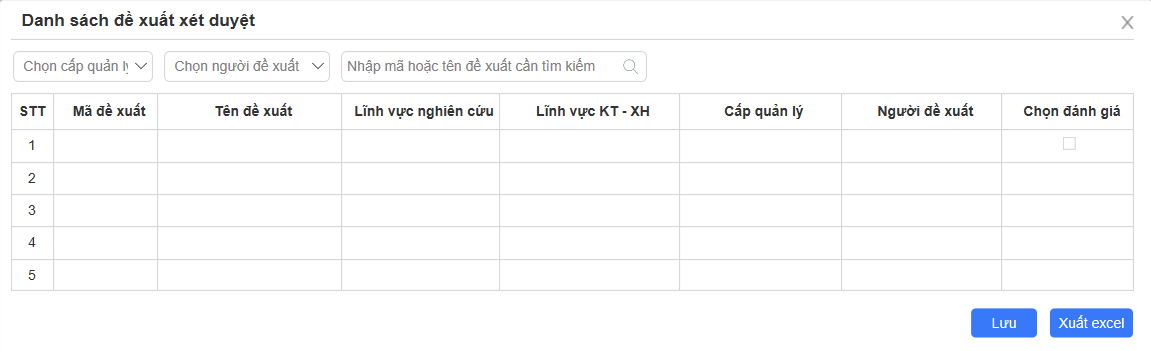 Danh sách đề xuất xét duyệt
Chọn cấp quản lý Chọn người đề xuất Nhập mã hoặc tên đề xuất cần tìm kiếm
STT Mã đề xuất Tên đề xuất Lĩnh vực nghiên cứu Lĩnh vực KT - XH Cấp quản lý Người đề xuất Chọn đánh giá
1
2
3
4
5
Lưu Xuất excel